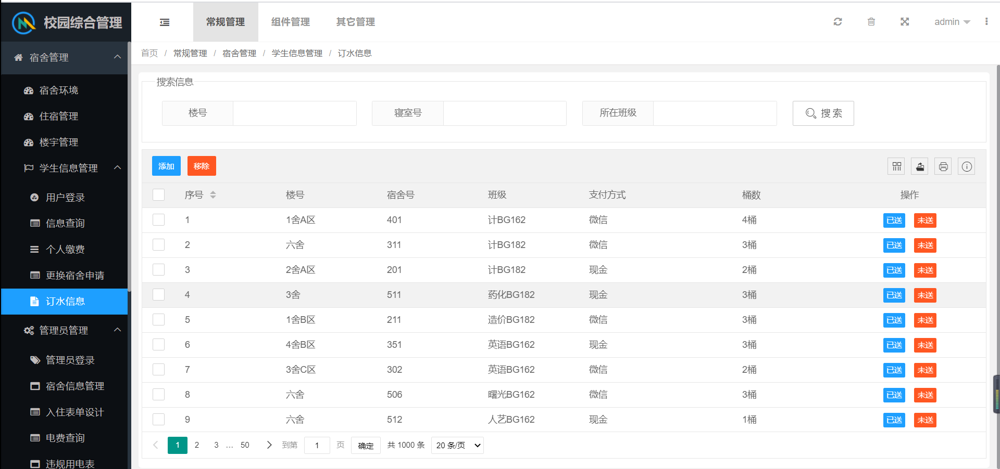 校园综合管理
常规管理 组件管理 其它管理
admin
首页 / 常规管理 / 宿舍管理 / 学生信息管理 / 订水信息
宿舍管理
宿舍环境
住宿管理
楼宇管理
学生信息管理
用户登录
信息查询
个人缴费
更换宿舍申请
订水信息
管理员管理
管理员登录
宿舍信息管理
入住表单设计
电费查询
违规用电表
搜索信息
楼号 寝室号 所在班级 搜 索
添加 移除
序号 楼号 宿舍号 班级 支付方式 桶数 操作
1 1舍A区 401 计BG162 微信 4桶 已送 未送
2 六舍 311 计BG182 微信 3桶 已送 未送
3 2舍A区 201 计BG182 现金 2桶 已送 未送
4 3舍 511 药化BG182 现金 3桶 已送 未送
5 1舍B区 211 造价BG182 微信 3桶 已送 未送
6 4舍B区 351 英语BG162 现金 3桶 已送 未送
7 3舍C区 302 英语BG162 微信 2桶 已送 未送
8 六舍 506 曙光BG162 微信 3桶 已送 未送
9 六舍 512 人艺BG162 现金 1桶 已送 未送
1 2 3 … 50 到第 1 页 确定 共 1000 条 20 条/页